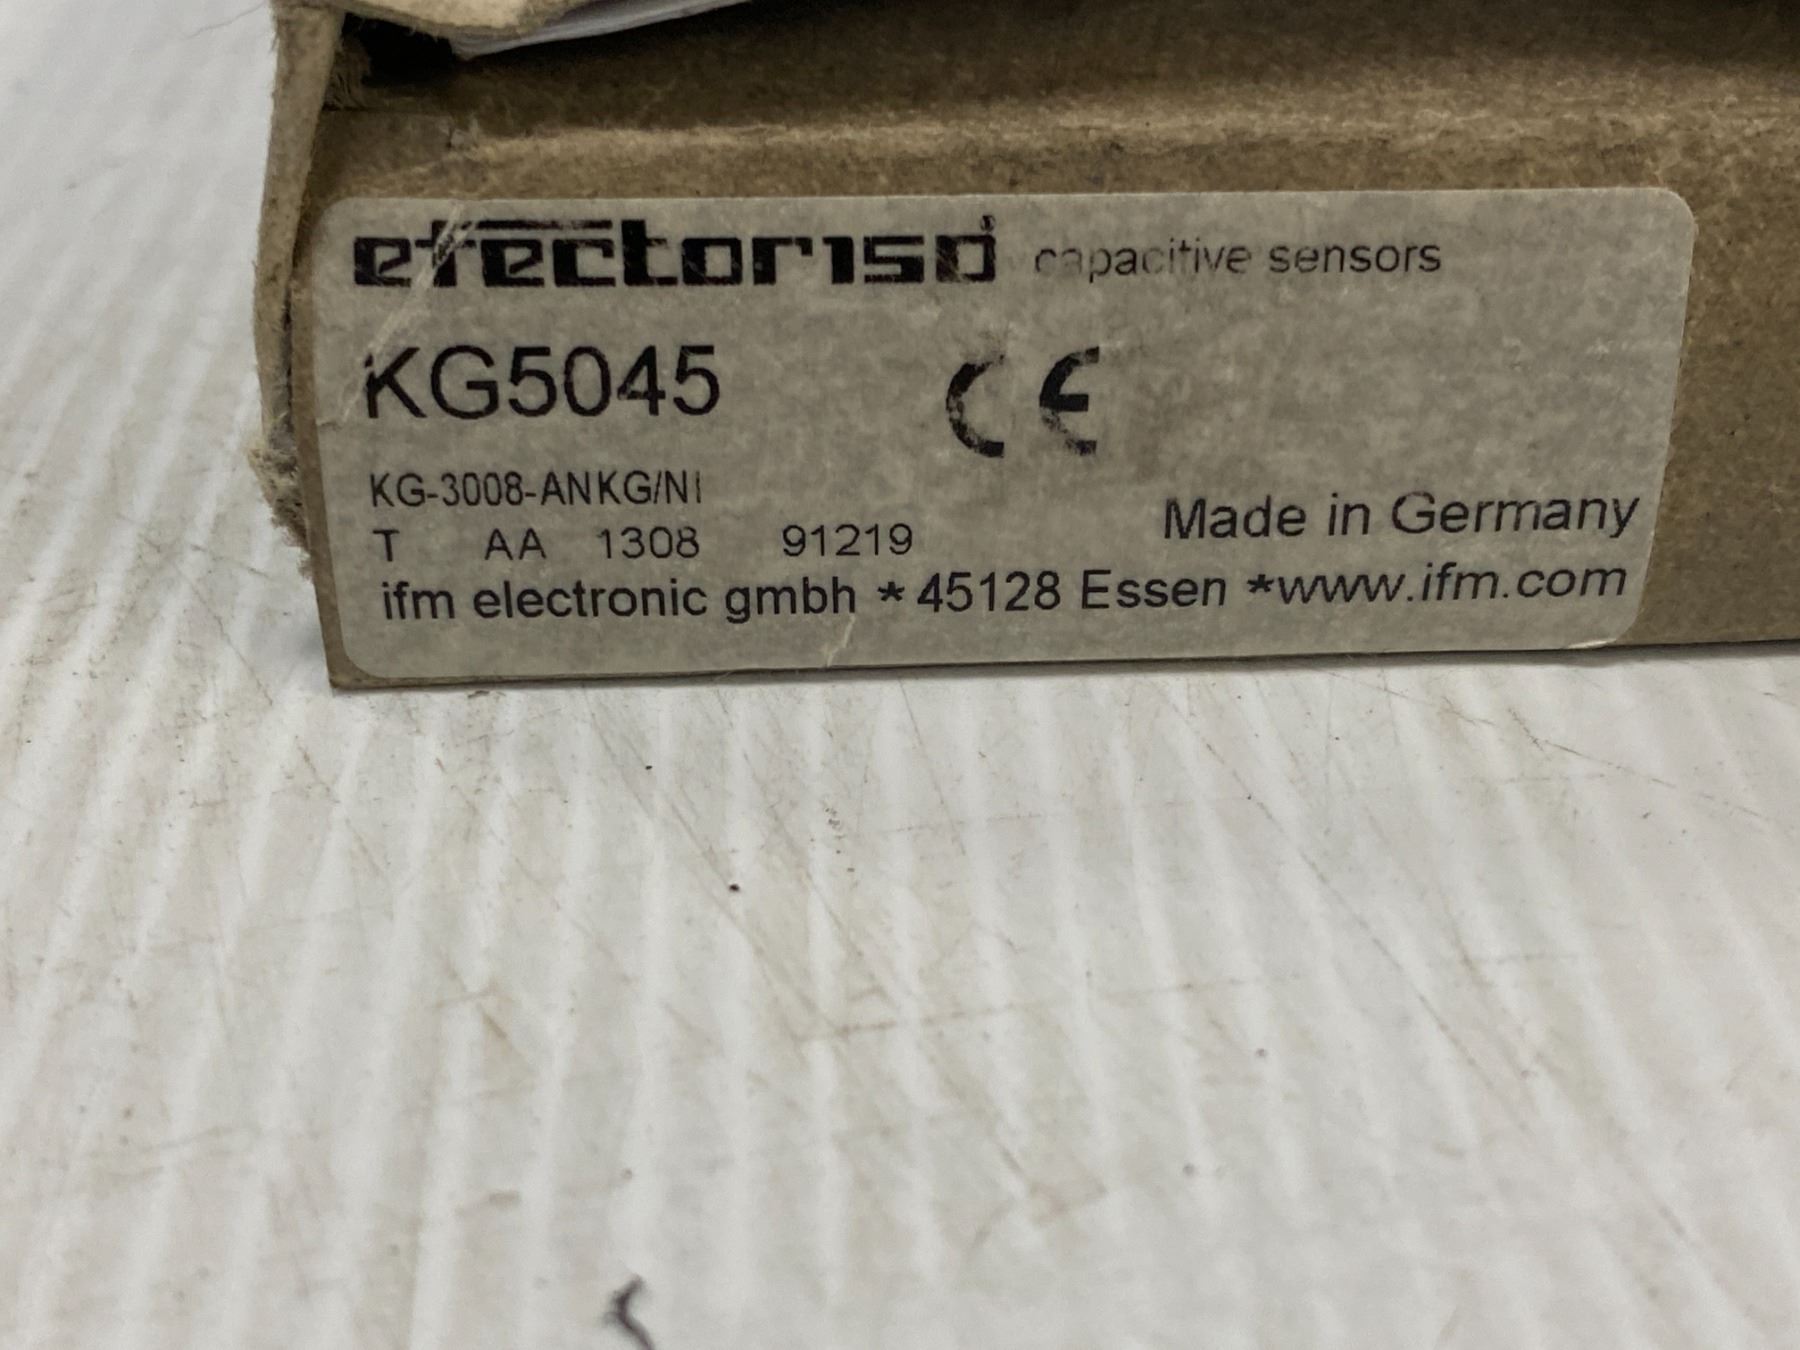 efector150 capacitive sensors
KG5045
CE
KG-3008-ANKG/NI
T AA 1308 91219
Made in Germany
ifm electronic gmbh * 45128 Essen *www.ifm.com